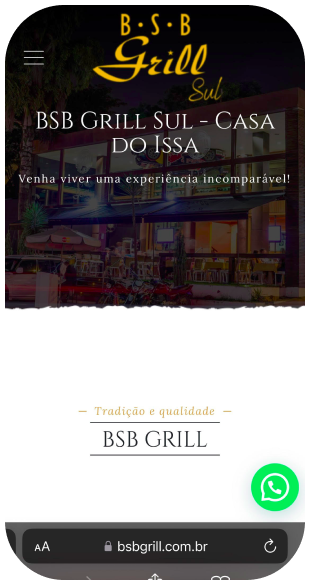 B·S·B
Grill
Sul
BSB Grill Sul - Casa
do Issa
Venha viver uma experiência incomparável!
— Tradição e qualidade —
BSB GRILL
AA
bsbgrill.com.br